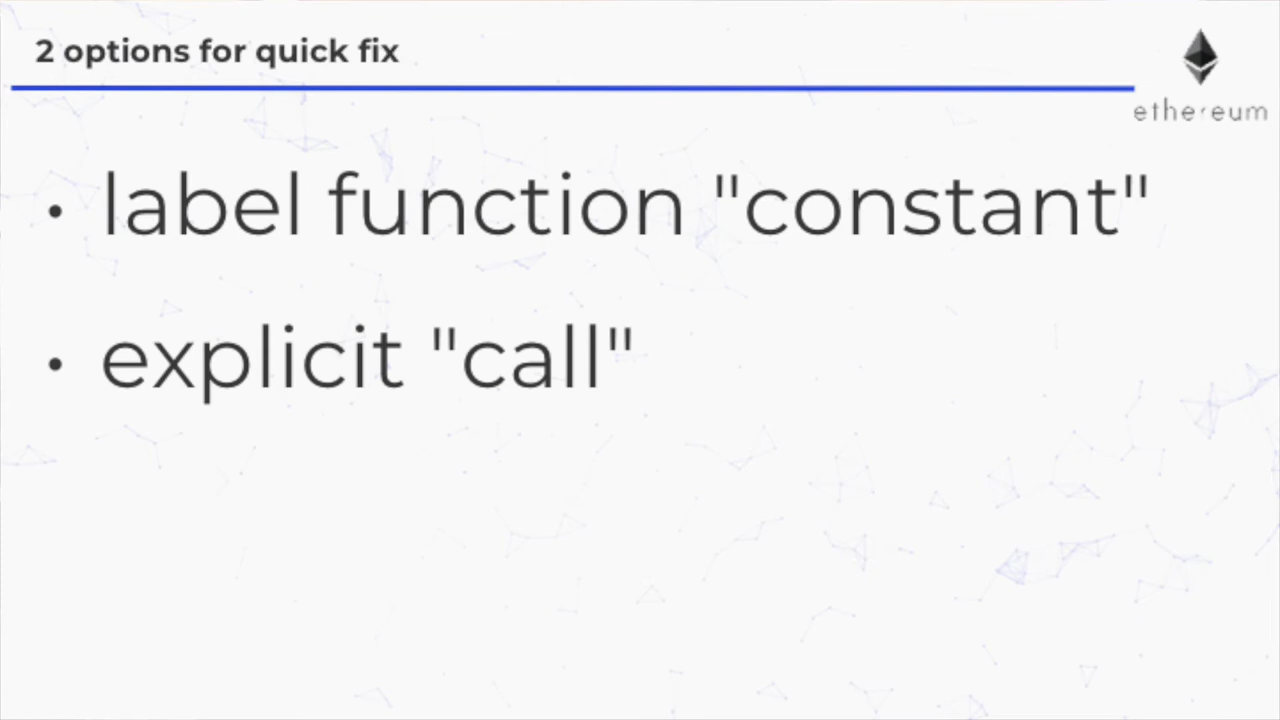 2 options for quick fix
ethereum
• label function "constant"
• explicit "call"